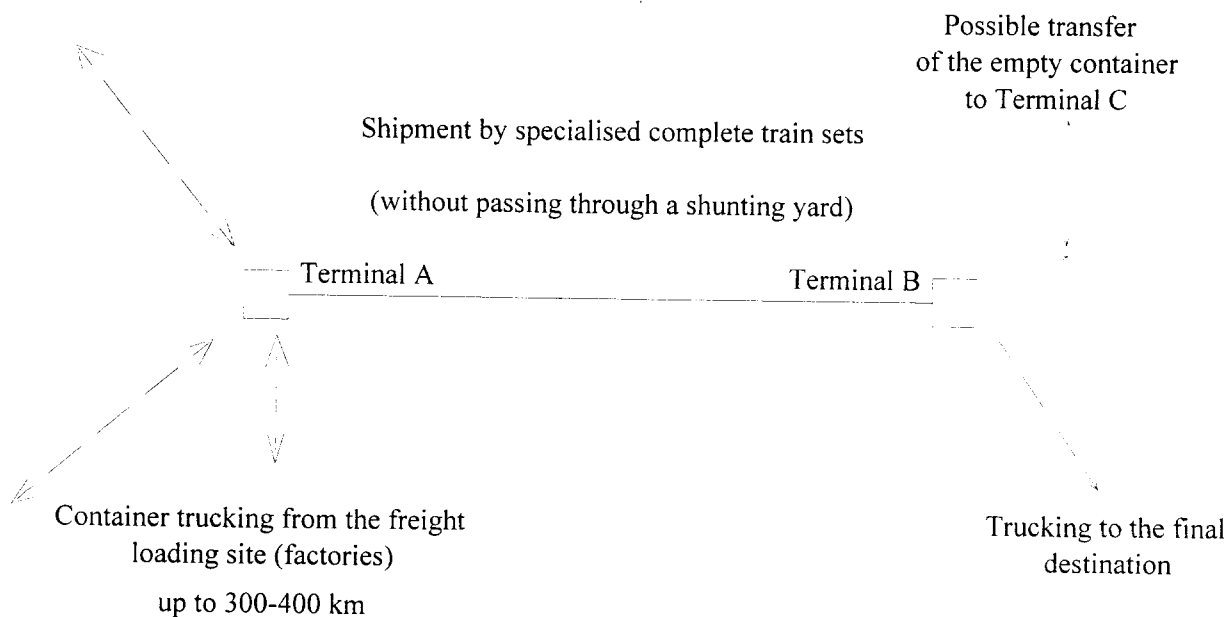 Possible transfer
of the empty container
to Terminal C
Shipment by specialised complete train sets
(without passing through a shunting yard)
Terminal A
Terminal B
Container trucking from the freight
loading site (factories)
up to 300-400 km
Trucking to the final
destination